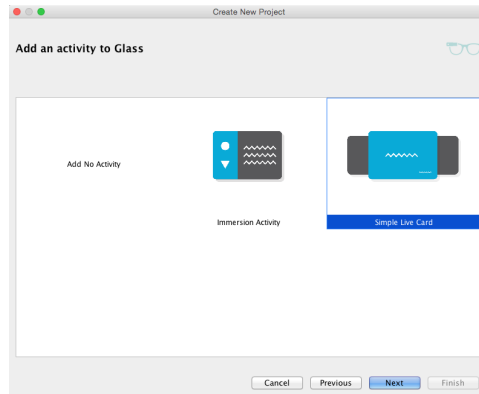 Create New Project
Add an activity to Glass
Add No Activity
Immersion Activity
Simple Live Card
Cancel Previous Next Finish